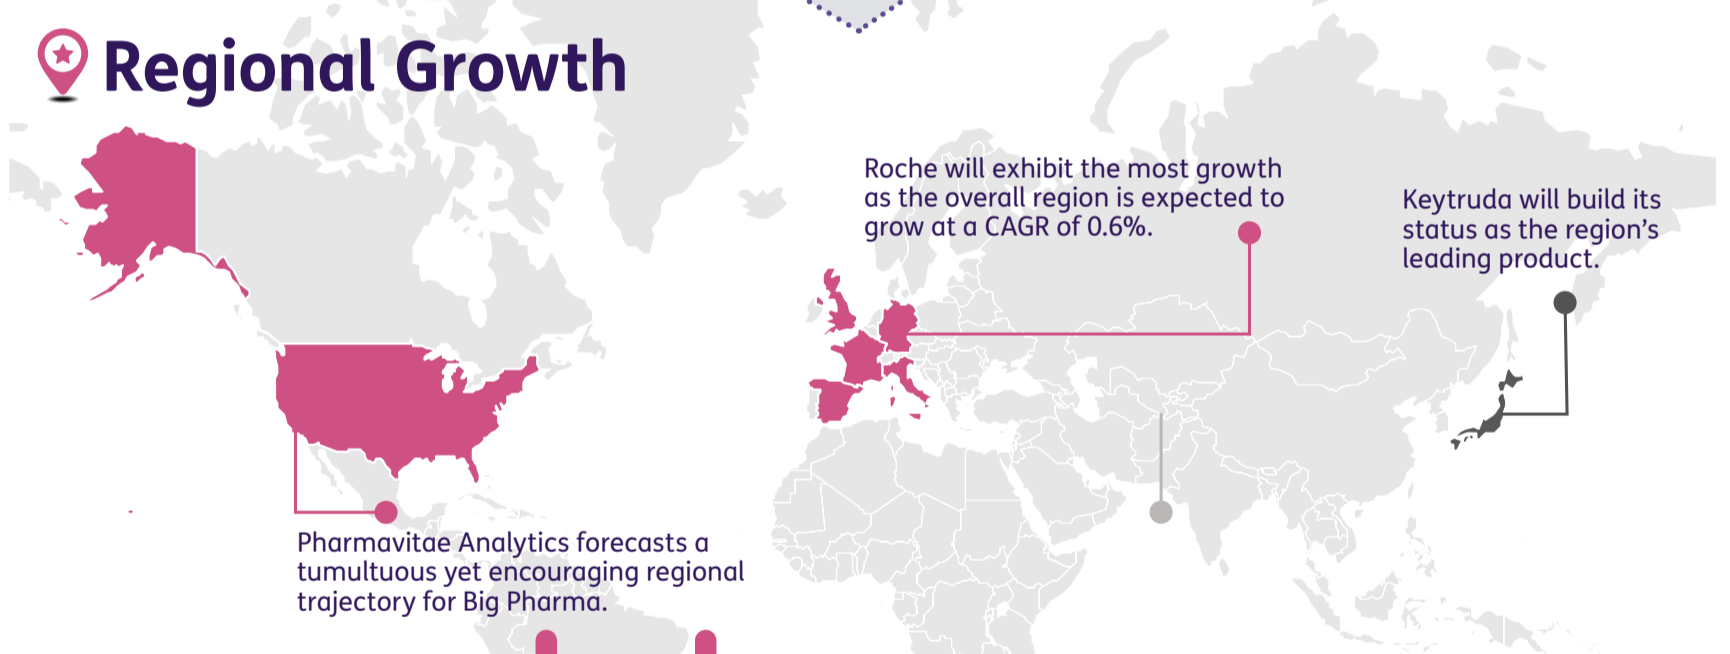 Regional Growth
Roche will exhibit the most growth
as the overall region is expected to
grow at a CAGR of 0.6%.
Keytruda will build its
status as the region's
leading product.
Pharmavitae Analytics forecasts a
tumultuous yet encouraging regional
trajectory for Big Pharma.